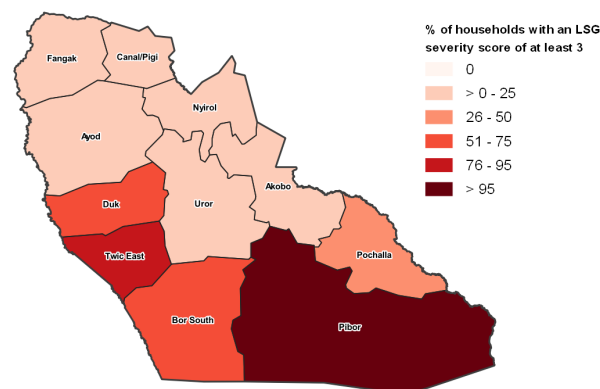 % of households with an LSG
severity score of at least 3
0
> 0 - 25
26 - 50
51 - 75
76 - 95
> 95
Fangak
Canal/Pigi
Nyirol
Ayod
Akobo
Duk
Uror
Twic East
Pochalla
Bor South
Pibor